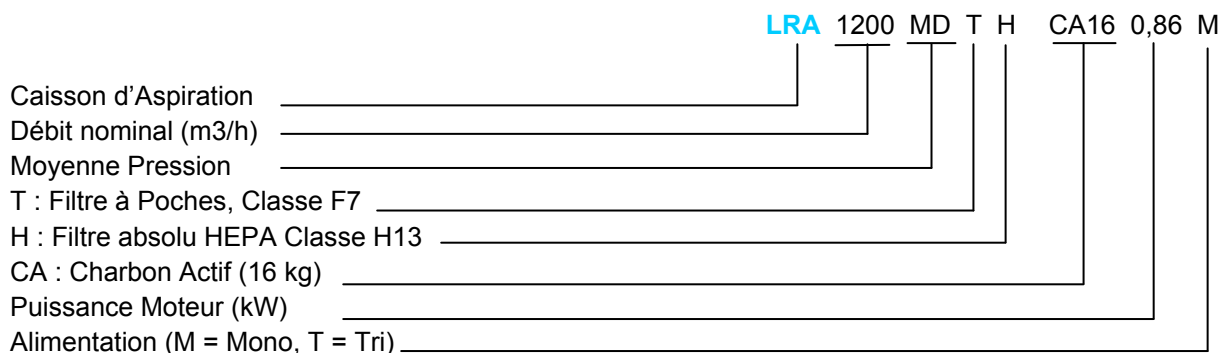 LRA 1200 MD T H CA16 0,86 M
Caisson d’Aspiration
Débit nominal (m3/h)
Moyenne Pression
T : Filtre à Poches, Classe F7
H : Filtre absolu HEPA Classe H13
CA : Charbon Actif (16 kg)
Puissance Moteur (kW)
Alimentation (M = Mono, T = Tri)